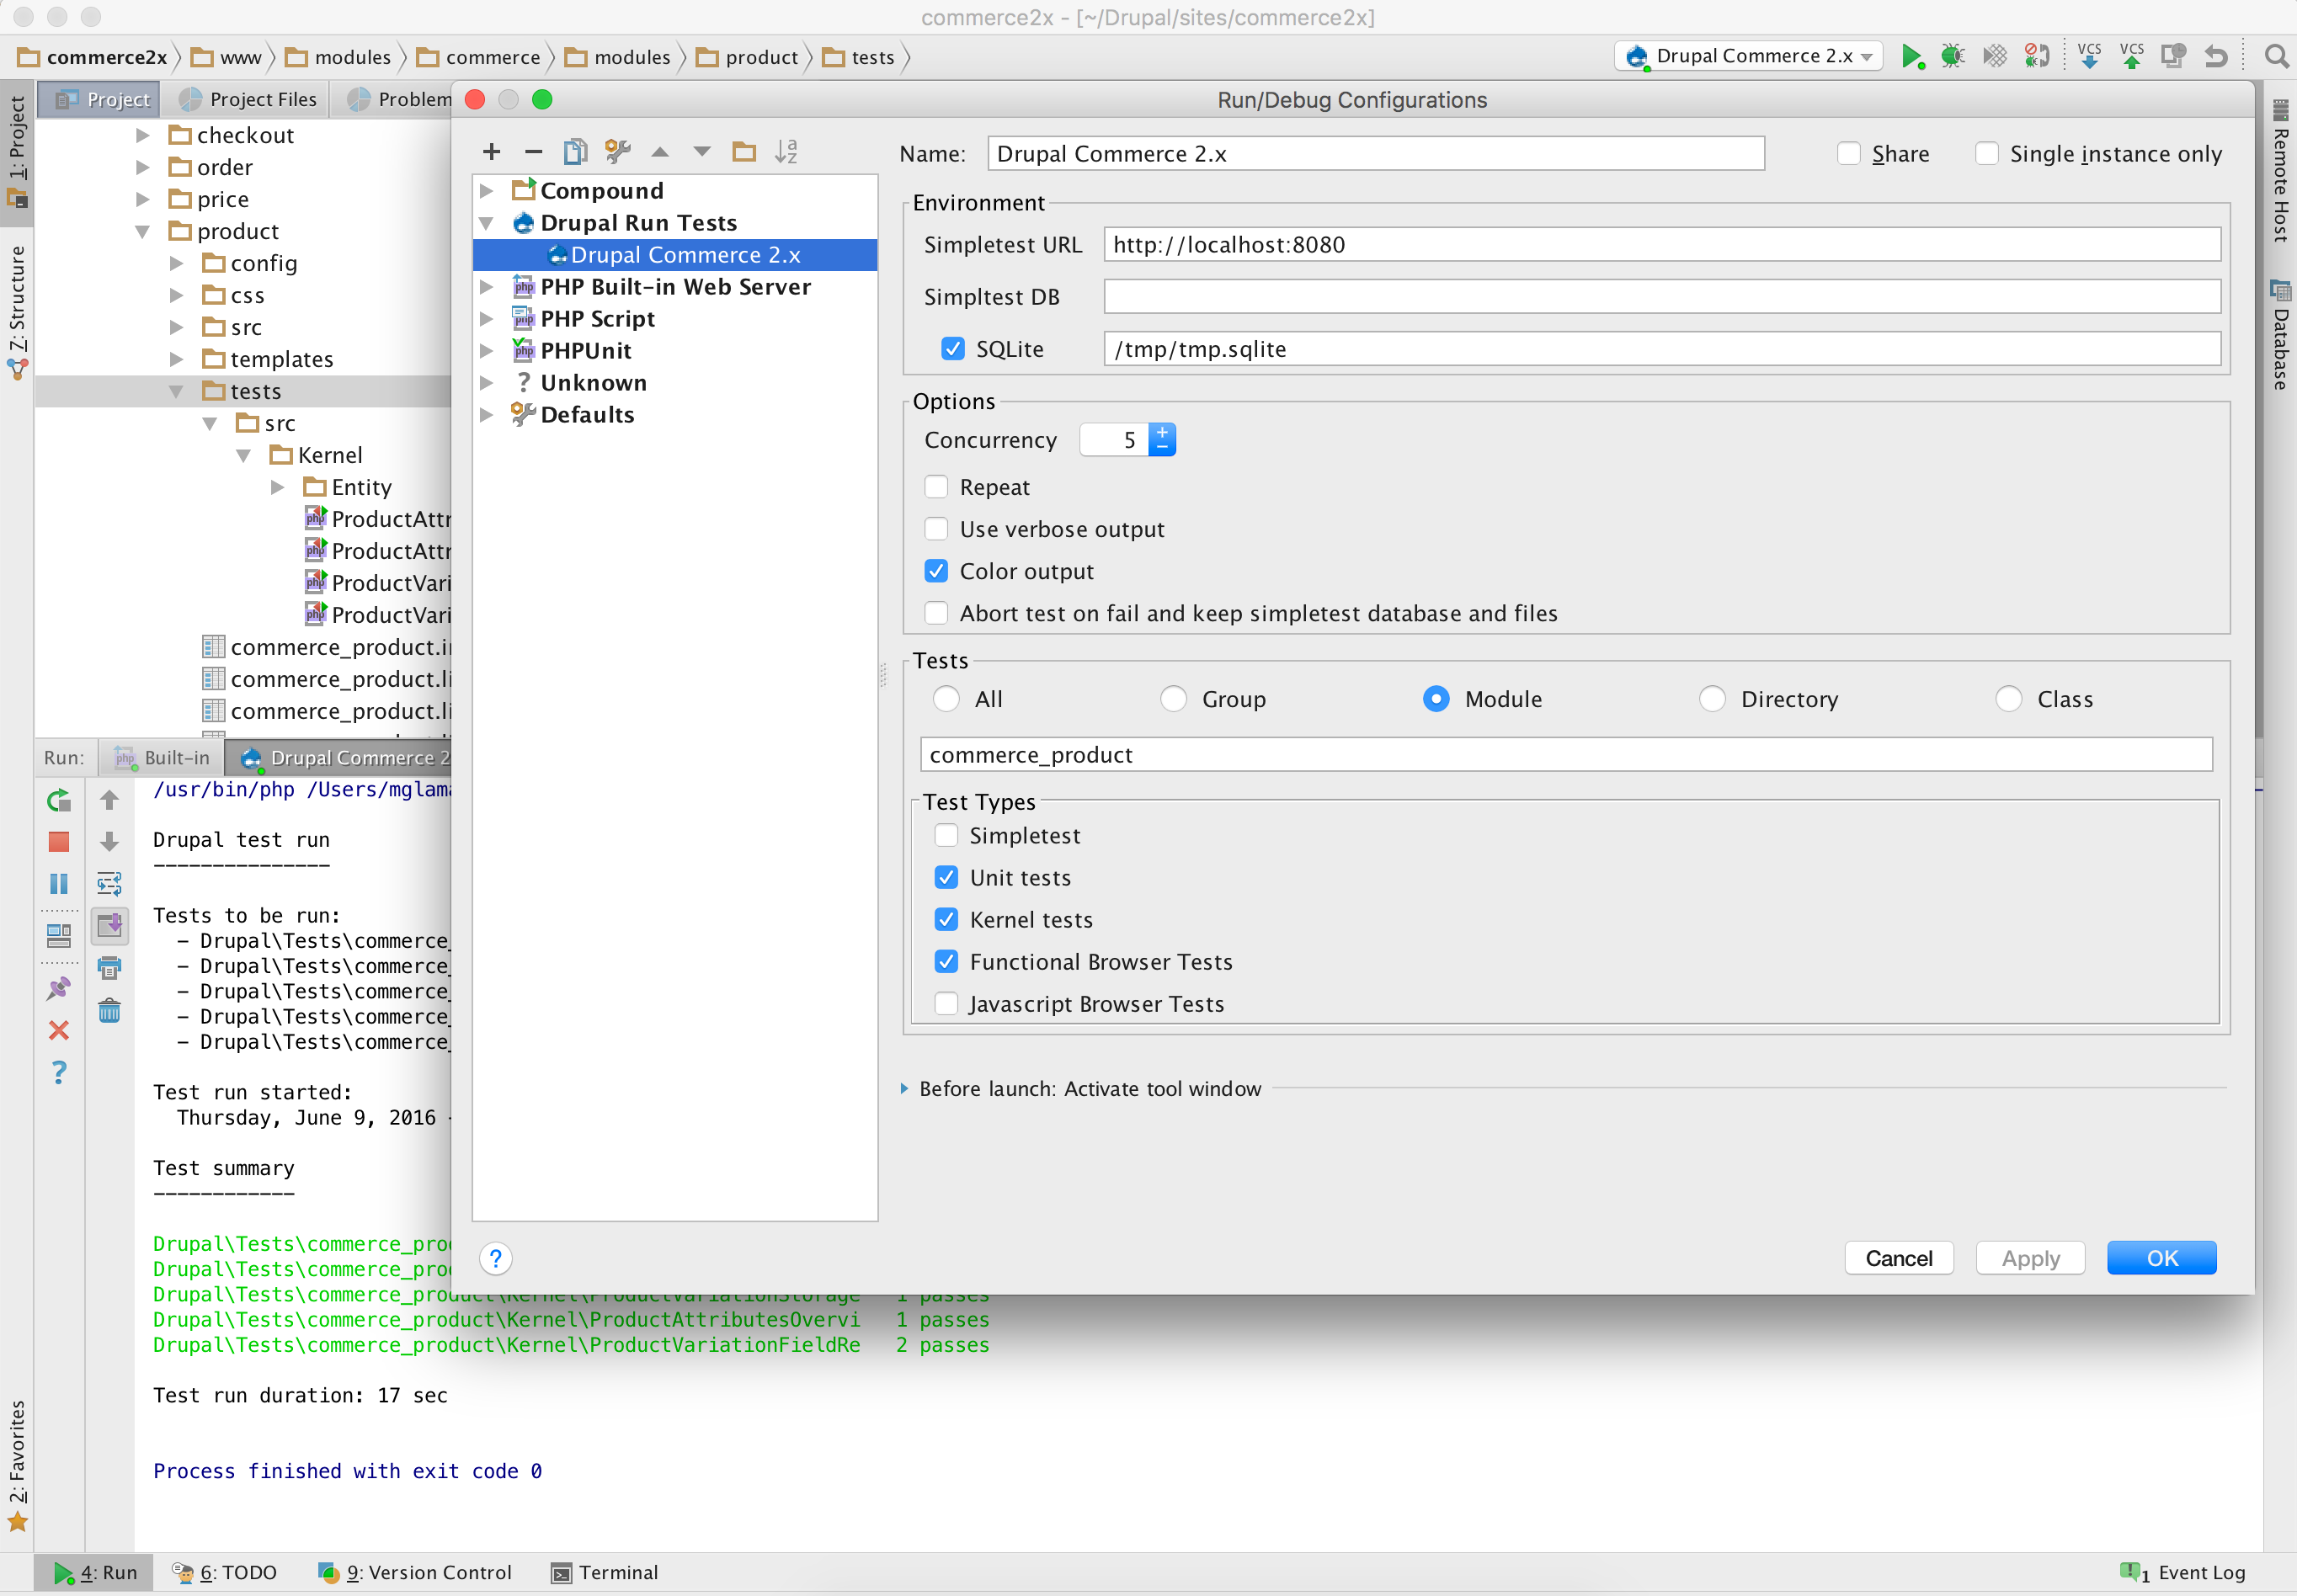 commerce2x - [~/Drupal/sites/commerce2x]
commerce2x www modules commerce modules product tests
Drupal Commerce 2.x
VCS VCS
Project Project Files Problem
1: Project
7: Structure
2: Favorites
Remote Host
Database
checkout
order
price
product
config
css
src
templates
tests
src
Kernel
Entity
ProductAttr
ProductAttr
ProductVari
ProductVari
commerce_product.i
commerce_product.li
commerce_product.li
Run/Debug Configurations
Compound
Drupal Run Tests
Drupal Commerce 2.x
PHP Built-in Web Server
PHP Script
PHPUnit
? Unknown
Defaults
Name: Drupal Commerce 2.x Share Single instance only
Environment
Simpletest URL http://localhost:8080
Simpltest DB
SQLite /tmp/tmp.sqlite
Options
Concurrency 5
Repeat
Use verbose output
Color output
Abort test on fail and keep simpletest database and files
Tests
All Group Module Directory Class
commerce_product
Test Types
Simpletest
Unit tests
Kernel tests
Functional Browser Tests
Javascript Browser Tests
Before launch: Activate tool window
? Cancel Apply OK
Run: Built-in Drupal Commerce 2
/usr/bin/php /Users/mglama
Drupal test run
---------------
Tests to be run:
- Drupal\Tests\commerce_
- Drupal\Tests\commerce_
- Drupal\Tests\commerce_
- Drupal\Tests\commerce_
- Drupal\Tests\commerce_
Test run started:
Thursday, June 9, 2016 -
Test summary
------------
Drupal\Tests\commerce_prod
Drupal\Tests\commerce_prod
Drupal\Tests\commerce_product\Kernel\ProductVariationStorage 1 passes
Drupal\Tests\commerce_product\Kernel\ProductAttributesOvervi 1 passes
Drupal\Tests\commerce_product\Kernel\ProductVariationFieldRe 2 passes
Test run duration: 17 sec
Process finished with exit code 0
4: Run 6: TODO 9: Version Control Terminal 1 Event Log